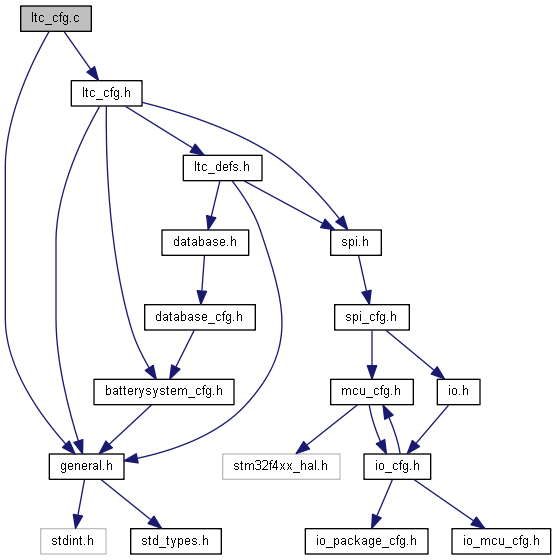 ltc_cfg.c
ltc_cfg.h
ltc_defs.h
database.h
spi.h
database_cfg.h
spi_cfg.h
batterysystem_cfg.h
mcu_cfg.h
io.h
general.h
stm32f4xx_hal.h
io_cfg.h
stdint.h
std_types.h
io_package_cfg.h
io_mcu_cfg.h